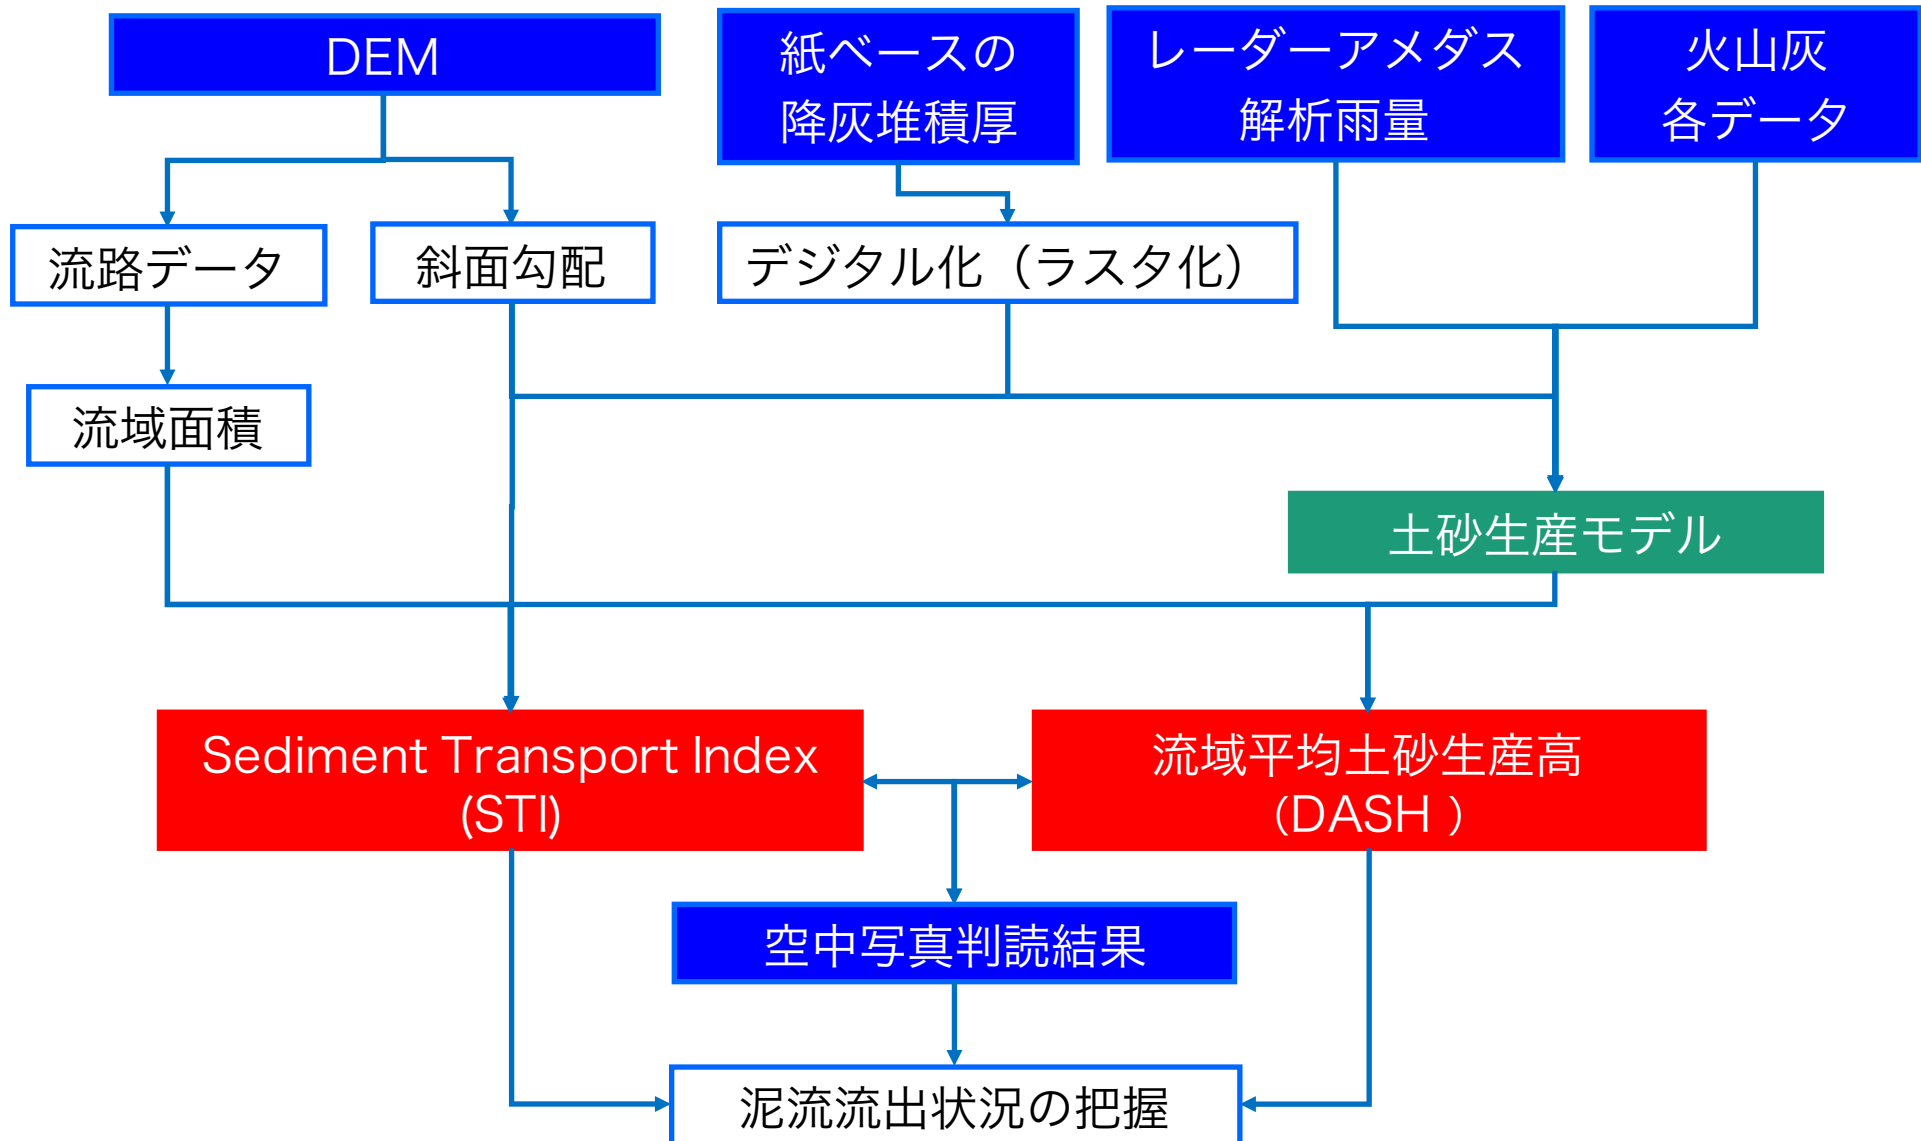 DEM
紙ベースの
降灰堆積厚
レーダーアメダス
解析雨量
火山灰
各データ
流路データ
斜面勾配
デジタル化（ラスタ化）
流域面積
土砂生産モデル
Sediment Transport Index
(STI)
流域平均土砂生産高
（DASH ）
空中写真判読結果
泥流流出状況の把握